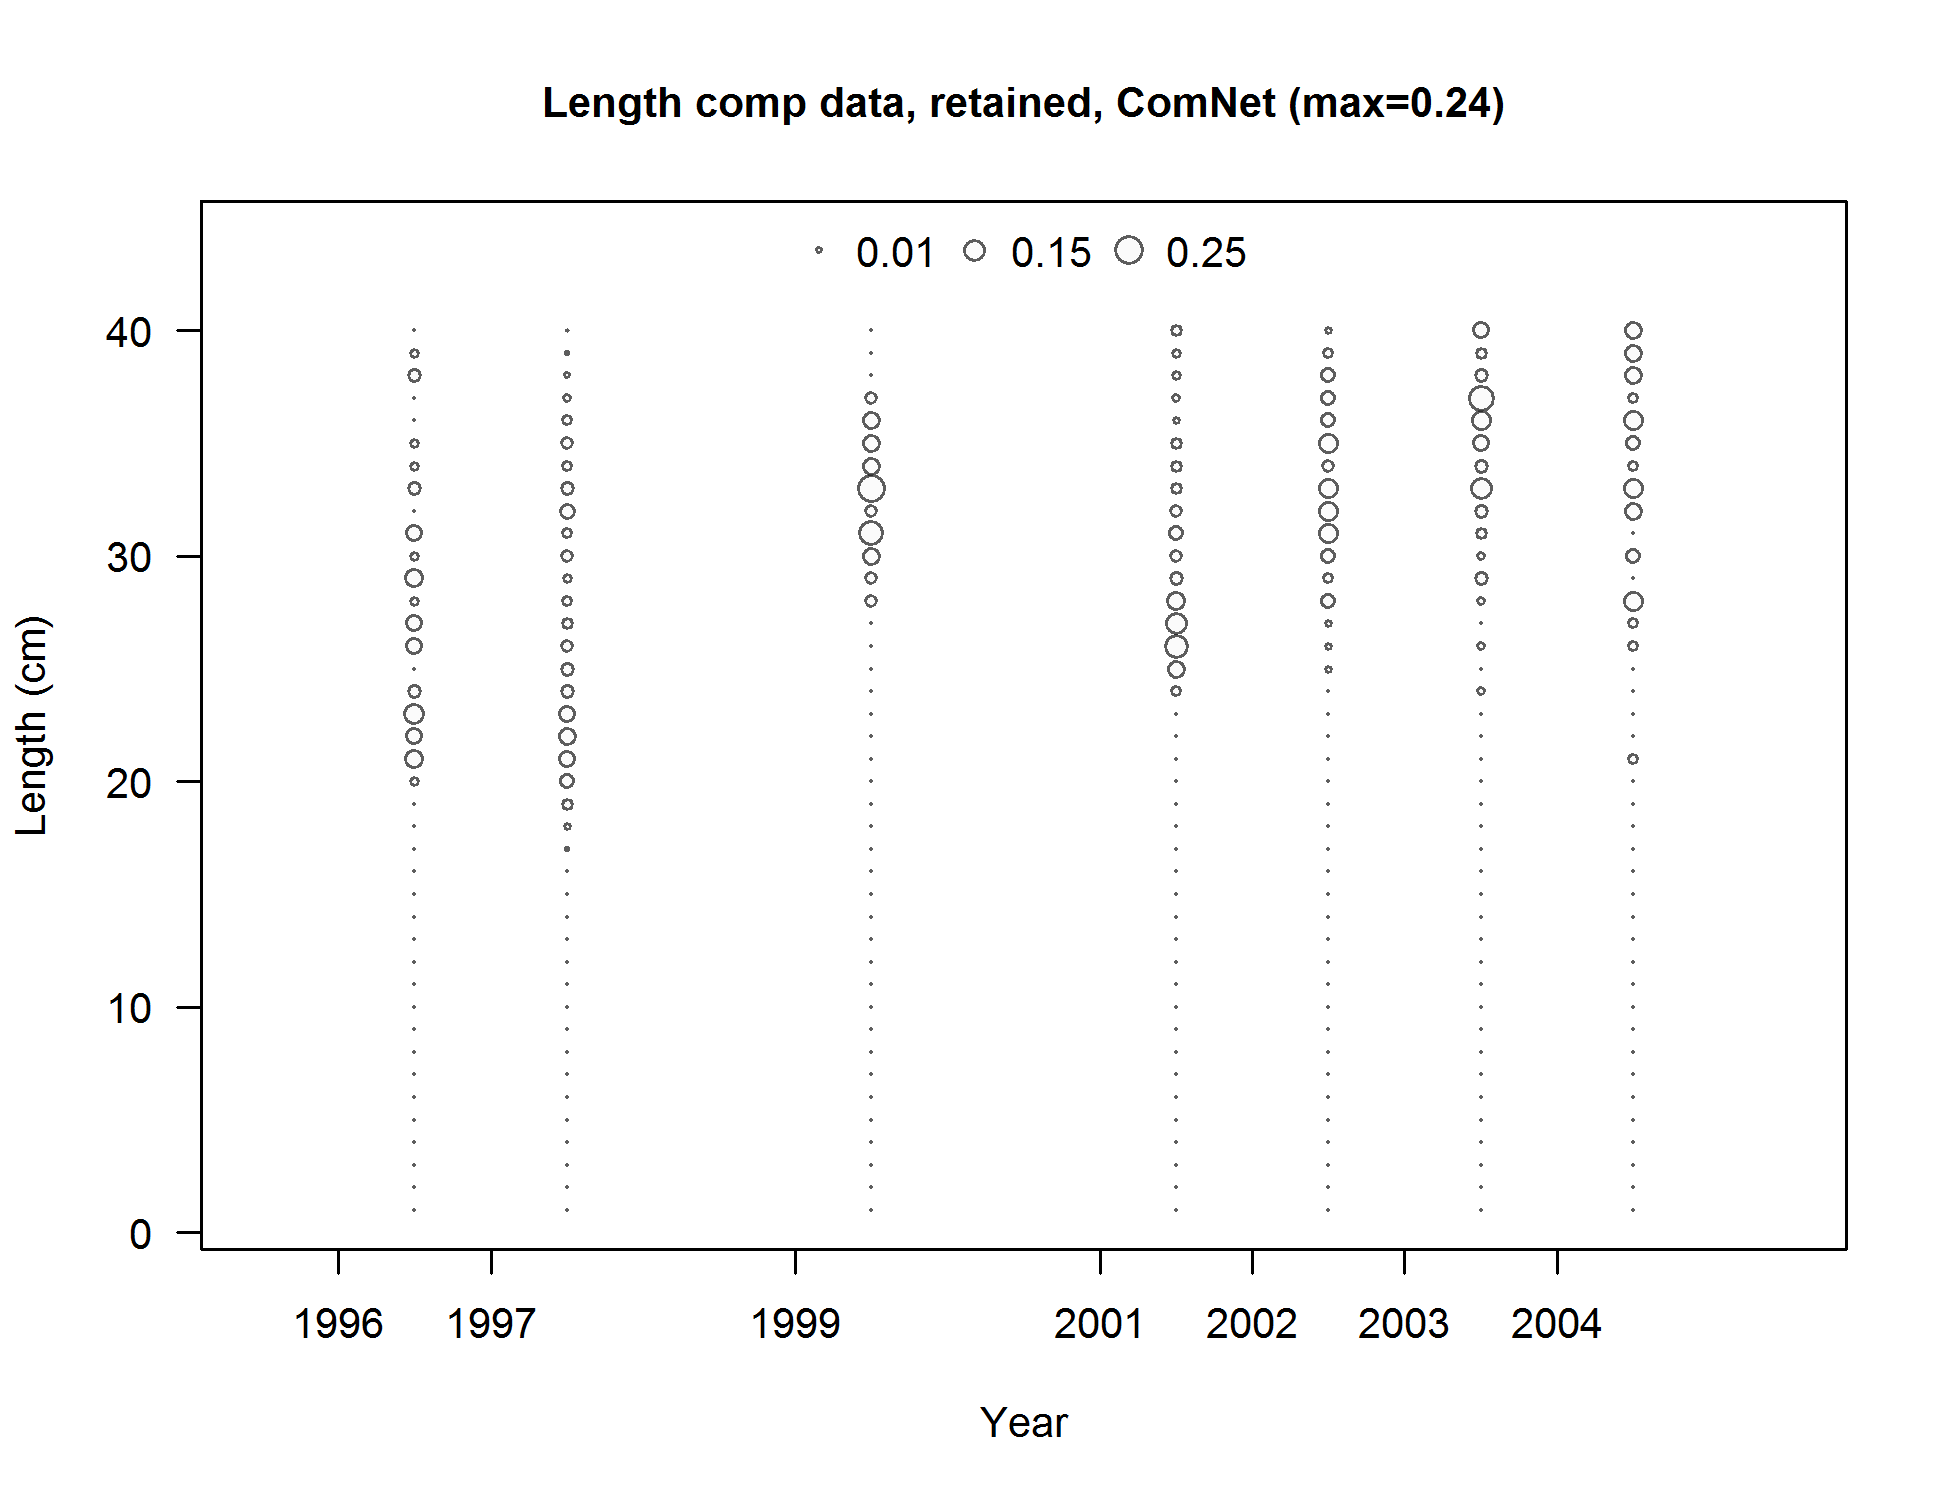 Length comp data, retained, ComNet (max=0.24)
0.01 0.15 0.25
40
30
20
10
0
Length (cm)
1996 1997 1999 2001 2002 2003 2004
Year